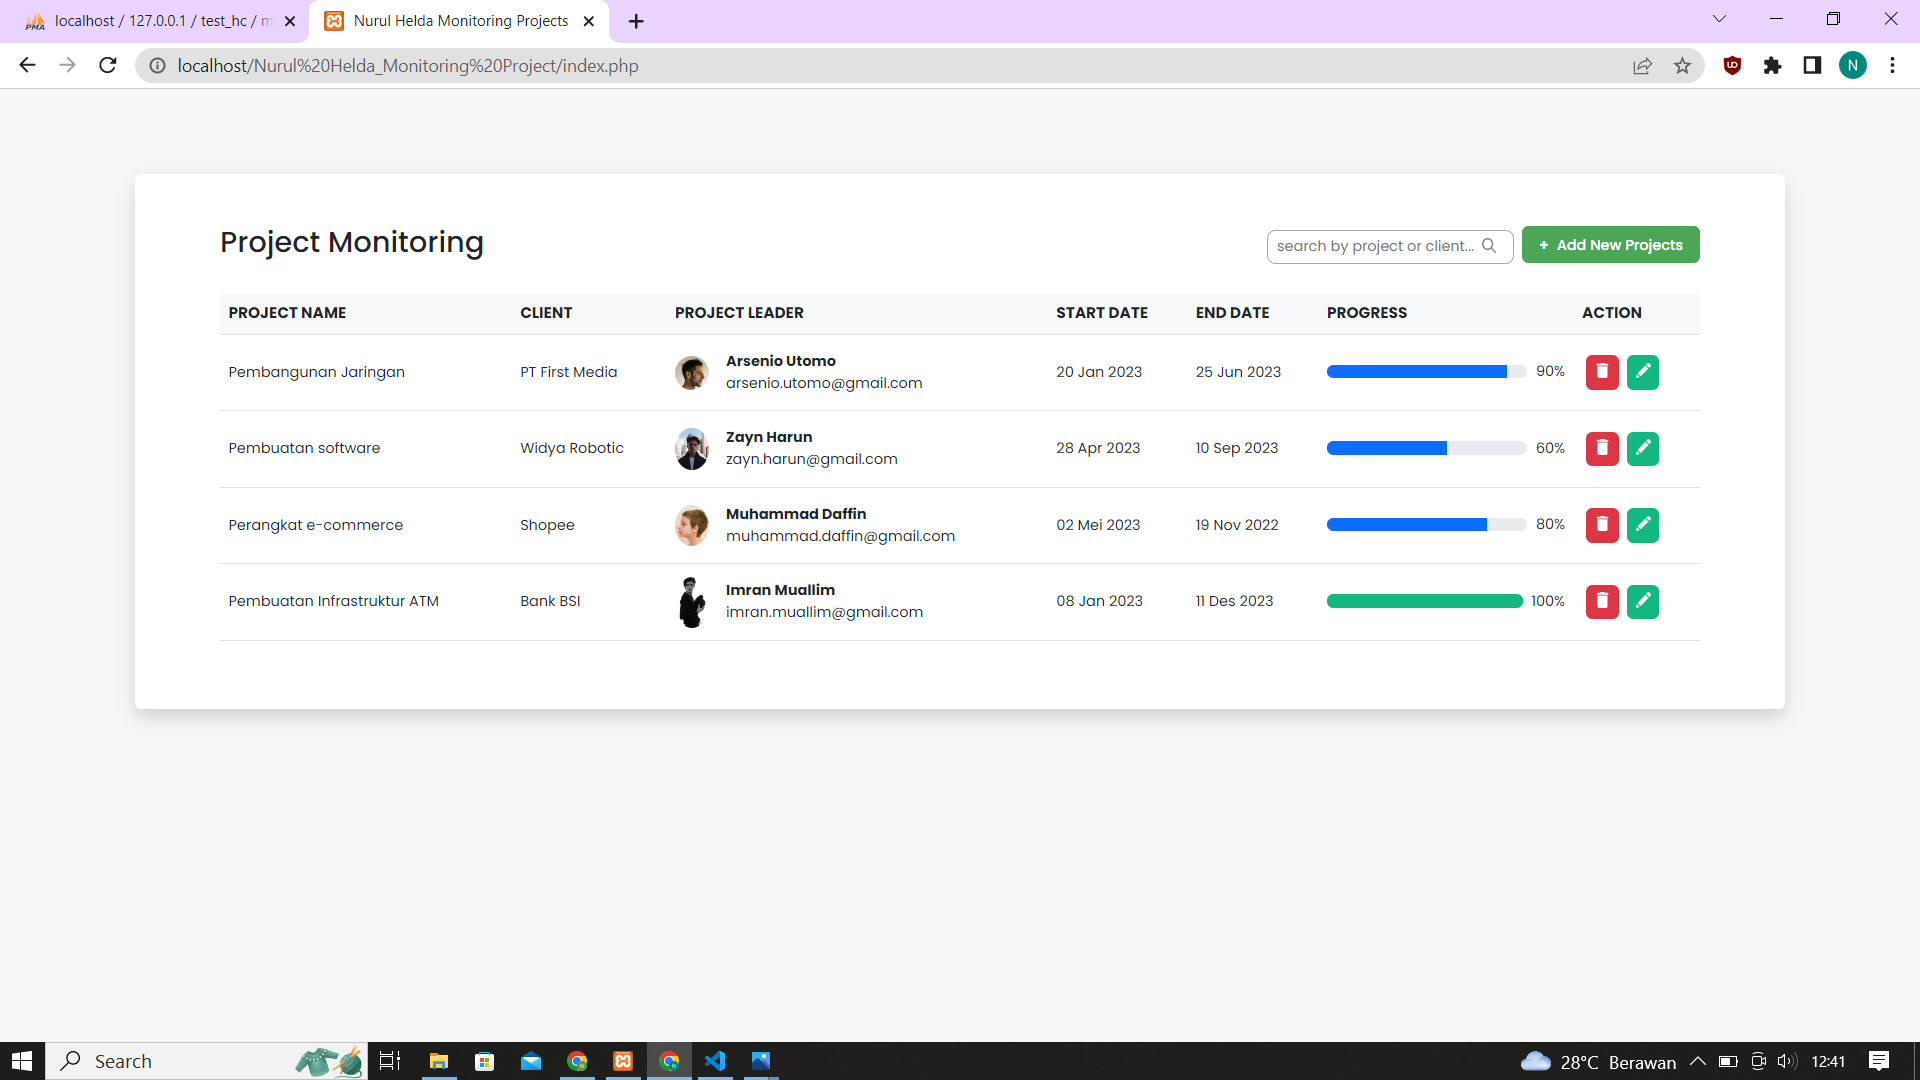 localhost / 127.0.0.1 / test_hc / m
Nurul Helda Monitoring Projects
localhost/Nurul%20Helda_Monitoring%20Project/index.php
N
Project Monitoring
search by project or client...
+ Add New Projects
PROJECT NAME CLIENT PROJECT LEADER START DATE END DATE PROGRESS ACTION
Pembangunan Jaringan PT First Media Arsenio Utomo 20 Jan 2023 25 Jun 2023 90%
arsenio.utomo@gmail.com
Pembuatan software Widya Robotic Zayn Harun 28 Apr 2023 10 Sep 2023 60%
zayn.harun@gmail.com
Perangkat e-commerce Shopee Muhammad Daffin 02 Mei 2023 19 Nov 2022 80%
muhammad.daffin@gmail.com
Pembuatan Infrastruktur ATM Bank BSI Imran Muallim 08 Jan 2023 11 Des 2023 100%
imran.muallim@gmail.com
Search
28°C Berawan
12:41